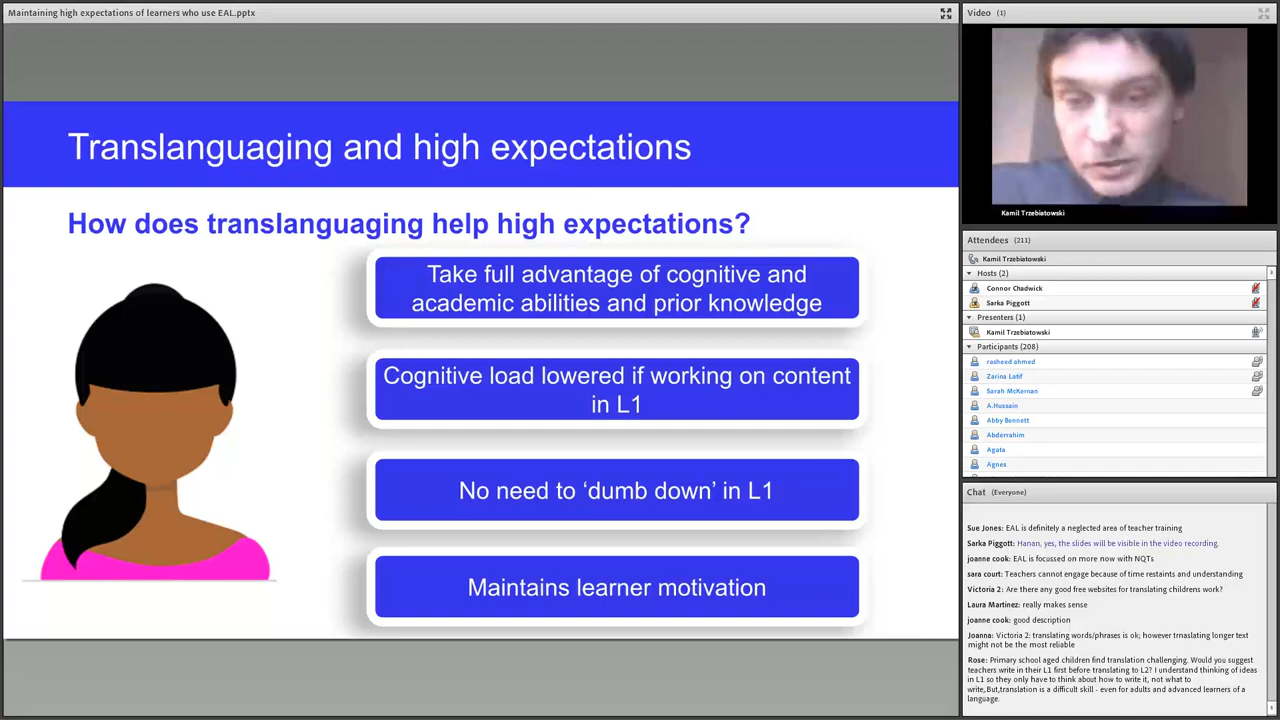 Maintaining high expectations of learners who use EAL.pptx
Translanguaging and high expectations
How does translanguaging help high expectations?
Take full advantage of cognitive and
academic abilities and prior knowledge
Cognitive load lowered if working on content
in L1
No need to ‘dumb down’ in L1
Maintains learner motivation
Video (1)
Kamil Trzebiatowski
Attendees (211)
Kamil Trzebiatowski
Hosts (2)
Connor Chadwick
Sarka Piggott
Presenters (1)
Kamil Trzebiatowski
Participants (208)
rasheed ahmed
Zarina Latif
Sarah McKernan
A.Hussain
Abby Bennett
Abderrahim
Agata
Agnes
Chat (Everyone)
Sue Jones: EAL is definitely a neglected area of teacher training
Sarka Piggott: Hanan, yes, the slides will be visible in the video recording.
joanne cook: EAL is focussed on more now with NQTs
sara court: Teachers cannot engage because of time restaints and understanding
Victoria 2: Are there any good free websites for translating childrens work?
Laura Martinez: really makes sense
joanne cook: good description
Joanna: Victoria 2: translating words/phrases is ok; however trnaslating longer text
might not be the most reliable
Rose: Primary school aged children find translation challenging. Would you suggest
teachers write in their L1 first before translating to L2? I understand thinking of ideas
in L1 so they only have to think about how to write it, not what to
write,.But,translation is a difficult skill - even for adults and advanced learners of a
language.